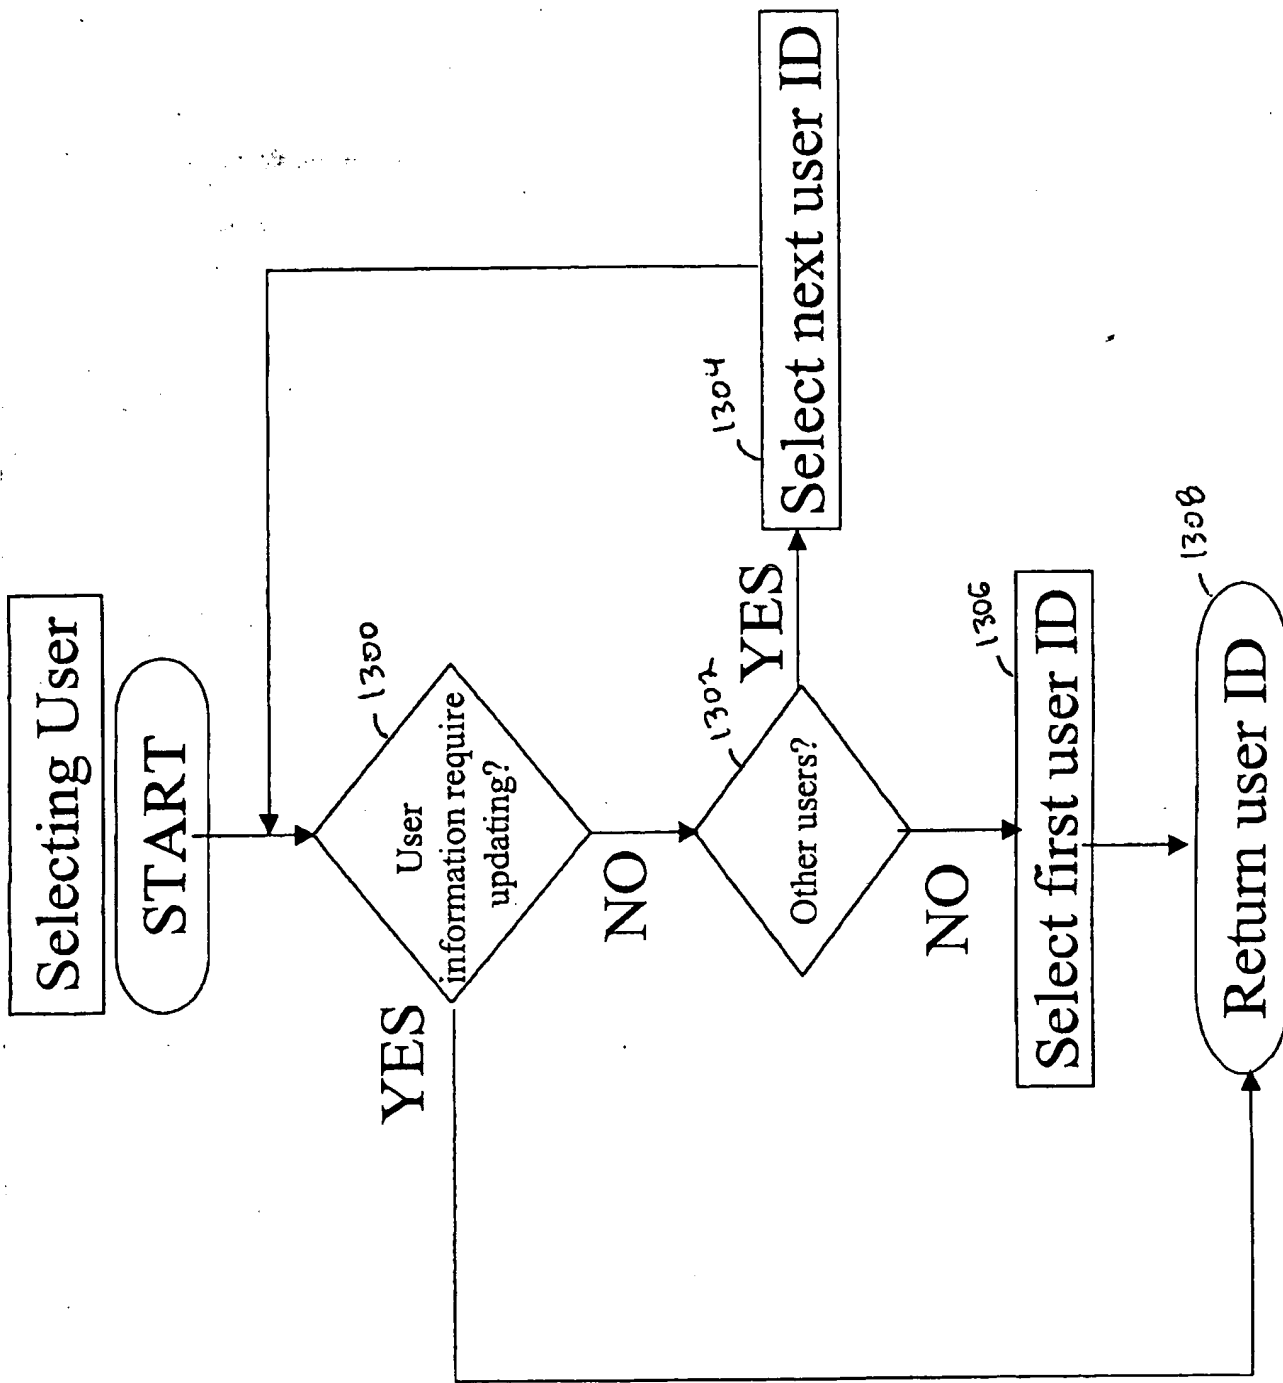 Selecting User
START
1300
User
information require
updating?
YES
NO
1302
Other users?
YES
1304
Select next user ID
NO
1306
Select first user ID
1308
Return user ID